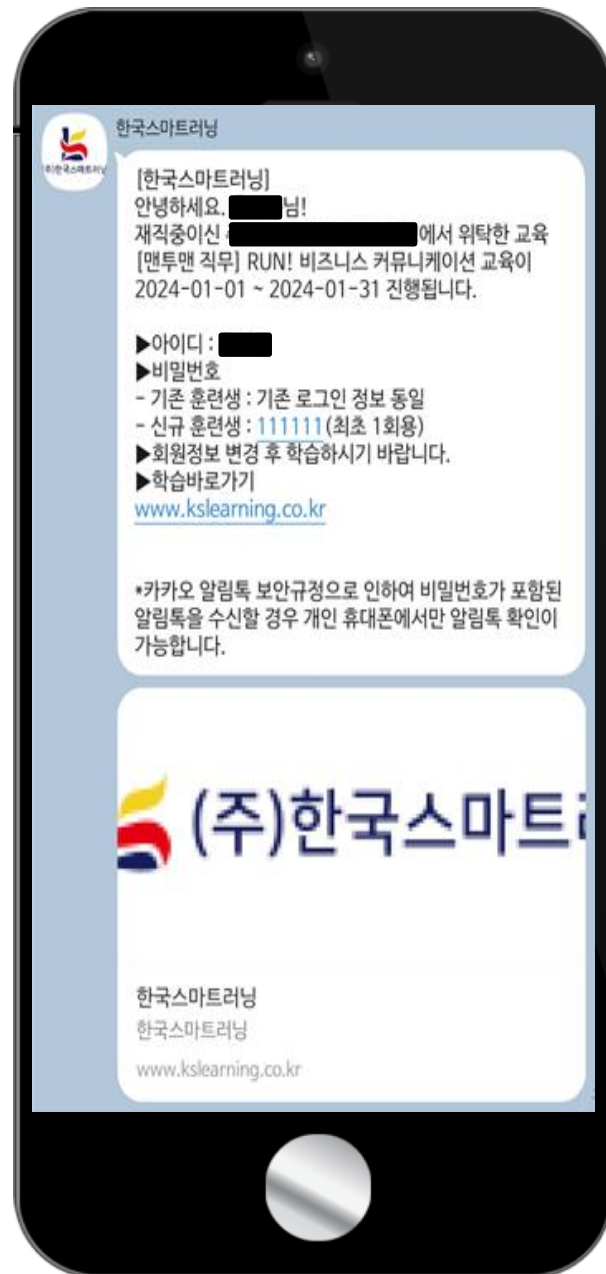 한국스마트러닝
[한국스마트러닝]
안녕하세요. 님!
재직중이신 에서 위탁한 교육
[맨투맨 직무] RUN! 비즈니스 커뮤니케이션 교육이
2024-01-01 ~ 2024-01-31 진행됩니다.
▶아이디 :
▶비밀번호
- 기존 훈련생 : 기존 로그인 정보 동일
- 신규 훈련생 : 111111(최초 1회용)
▶회원정보 변경 후 학습하시기 바랍니다.
▶학습바로가기
www.kslearning.co.kr
*카카오 알림톡 보안규정으로 인하여 비밀번호가 포함된
알림톡을 수신할 경우 개인 휴대폰에서만 알림톡 확인이
가능합니다.
(주)한국스마트
한국스마트러닝
한국스마트러닝
www.kslearning.co.kr